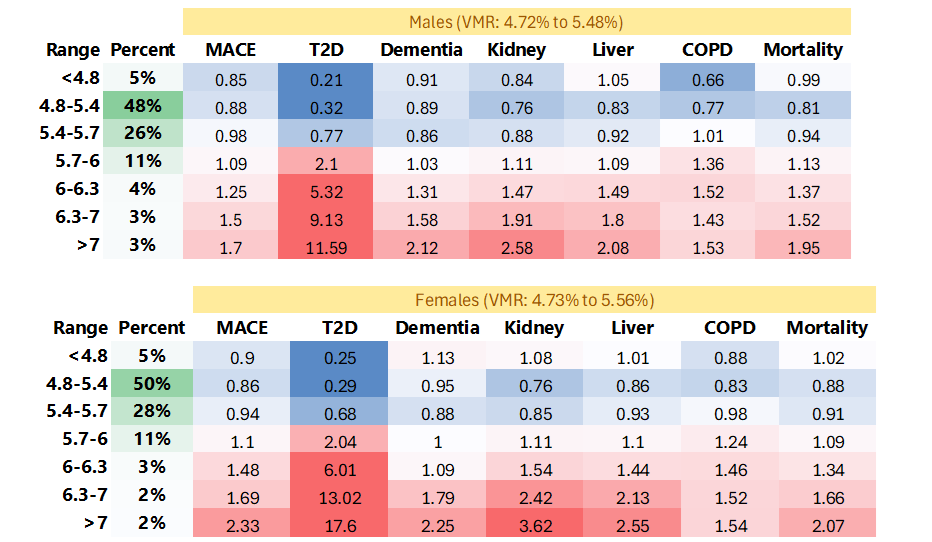 Males (VMR: 4.72% to 5.48%)
Range Percent MACE T2D Dementia Kidney Liver COPD Mortality
<4.8 5% 0.85 0.21 0.91 0.84 1.05 0.66 0.99
4.8-5.4 48% 0.88 0.32 0.89 0.76 0.83 0.77 0.81
5.4-5.7 26% 0.98 0.77 0.86 0.88 0.92 1.01 0.94
5.7-6 11% 1.09 2.1 1.03 1.11 1.09 1.36 1.13
6-6.3 4% 1.25 5.32 1.31 1.47 1.49 1.52 1.37
6.3-7 3% 1.5 9.13 1.58 1.91 1.8 1.43 1.52
>7 3% 1.7 11.59 2.12 2.58 2.08 1.53 1.95
Females (VMR: 4.73% to 5.56%)
Range Percent MACE T2D Dementia Kidney Liver COPD Mortality
<4.8 5% 0.9 0.25 1.13 1.08 1.01 0.88 1.02
4.8-5.4 50% 0.86 0.29 0.95 0.76 0.86 0.83 0.88
5.4-5.7 28% 0.94 0.68 0.88 0.85 0.93 0.98 0.91
5.7-6 11% 1.1 2.04 1 1.11 1.1 1.24 1.09
6-6.3 3% 1.48 6.01 1.09 1.54 1.44 1.46 1.34
6.3-7 2% 1.69 13.02 1.79 2.42 2.13 1.52 1.66
>7 2% 2.33 17.6 2.25 3.62 2.55 1.54 2.07